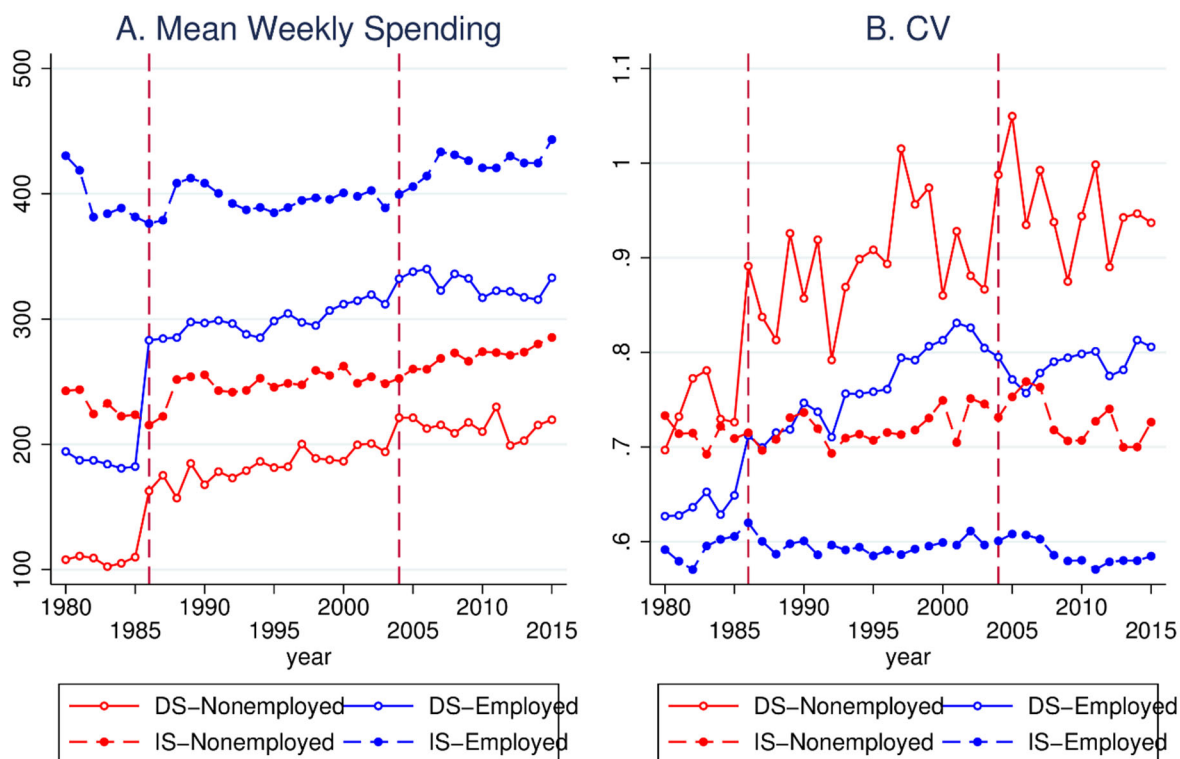 A. Mean Weekly Spending
500
400
300
200
100
1980
1990
2000
2010
1985
1995
2005
2015
year
DS-Nonemployed
DS-Employed
IS-Nonemployed
IS-Employed
B. CV
1.1
1
.9
.8
.7
.6
1980
1990
2000
2010
1985
1995
2005
2015
year
DS-Nonemployed
DS-Employed
IS-Nonemployed
IS-Employed